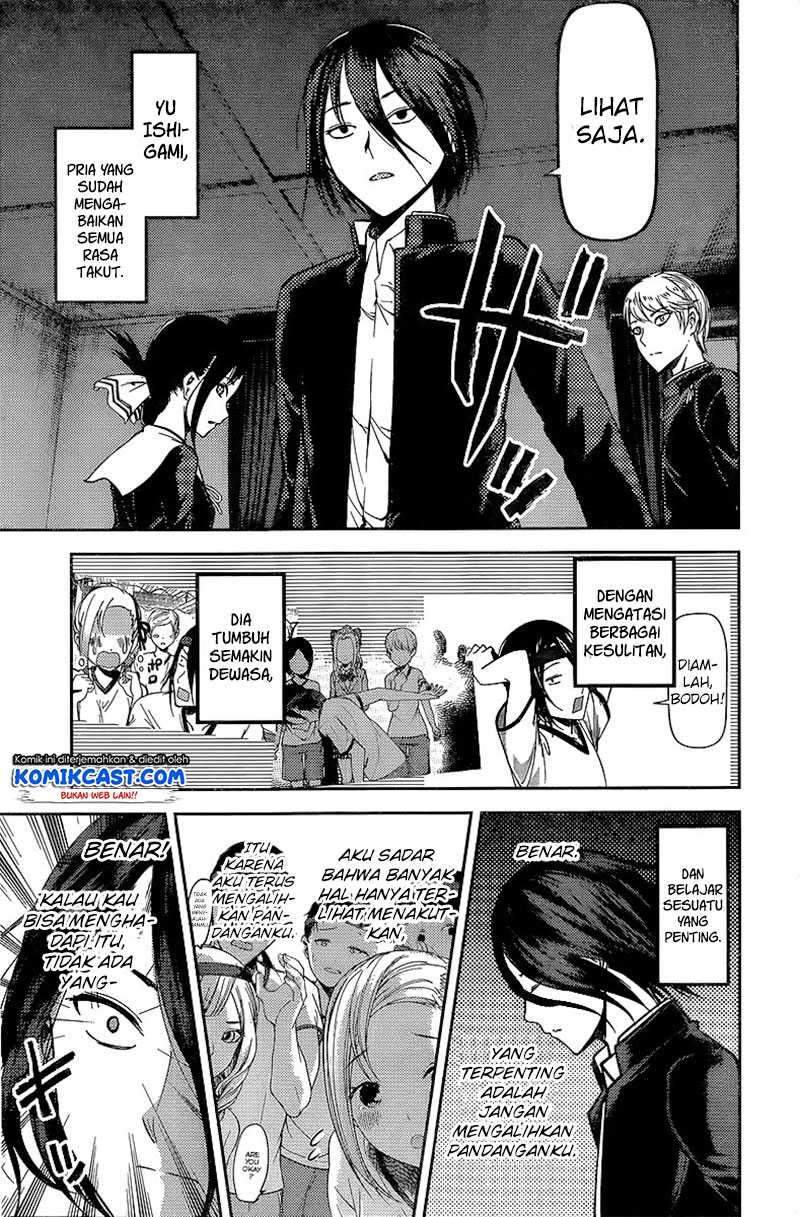 LIHAT
SAJA.
YU
ISHI-
GAMI,
PRIA YANG
SUDAH
MENGA-
BAIKAN
SEMUA
RASA
TAKUT.
DENGAN
MENGATASI
BERBAGAI
KESULITAN,
DIAM-
LAH,
BODOH!
DIA
TUMBUH
SEMAKIN
DEWASA,
Komik ini diterjemahkan & diedit oleh
KOMIKCAST.COM
BUKAN WEB LAIN!!
DAN
BELAJAR
SESUATU
YANG
PENTING.
BENAR.
YANG
TERPENTING
ADALAH
JANGAN
MENGALIHKAN
PANDANGANKU.
AKU SADAR
BAHWA BANYAK
HAL HANYA TER-
LIHAT MENAKUT-
KAN,
ITU
KARENA
AKU TERUS
MENGALIH-
KAN PAN-
DANGANKU.
ARE
YOU
OKAY
?
BENAR!
KALAU KAU
BISA MENGHA-
DAPI ITU,
TIDAK ADA
YANG-